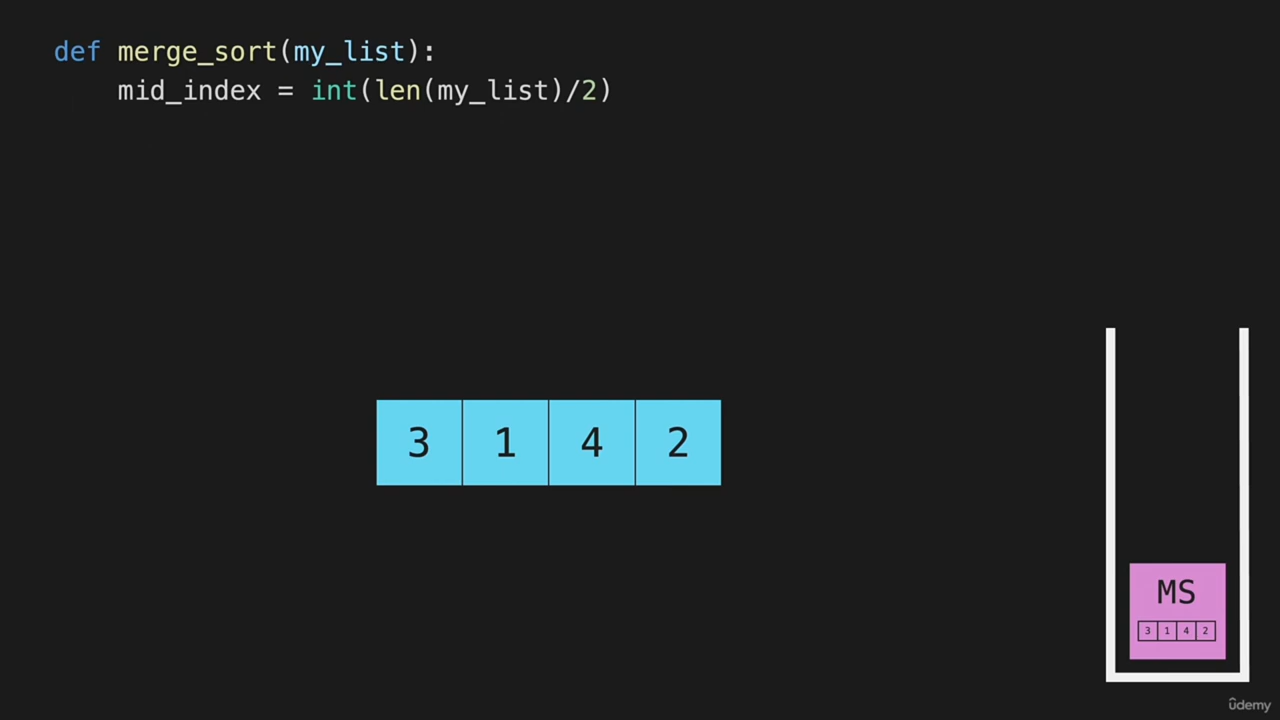 def merge_sort(my_list):
    mid_index = int(len(my_list)/2)
3 1 4 2
MS
3 1 4 2
ûdemy